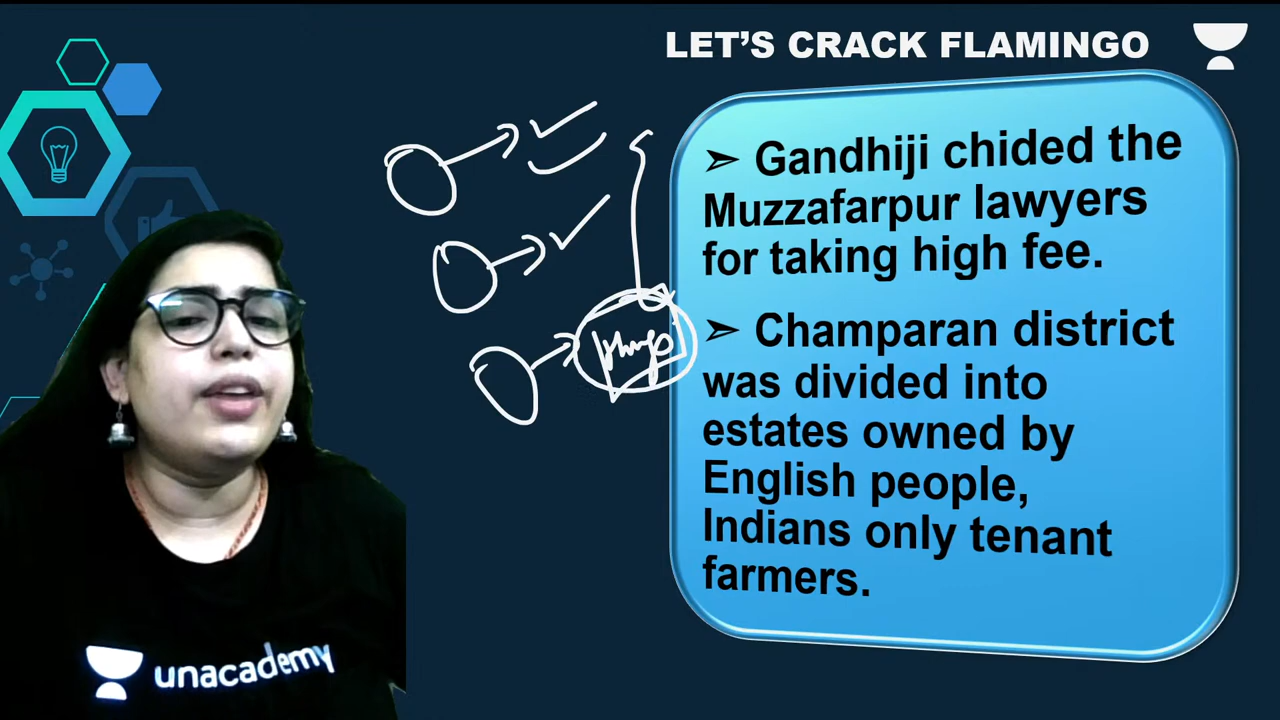 LET'S CRACK FLAMINGO
➢ Gandhiji chided the
Muzzafarpur lawyers
for taking high fee.
➢ Champaran district
was divided into
estates owned by
English people,
Indians only tenant
farmers.
unacademy